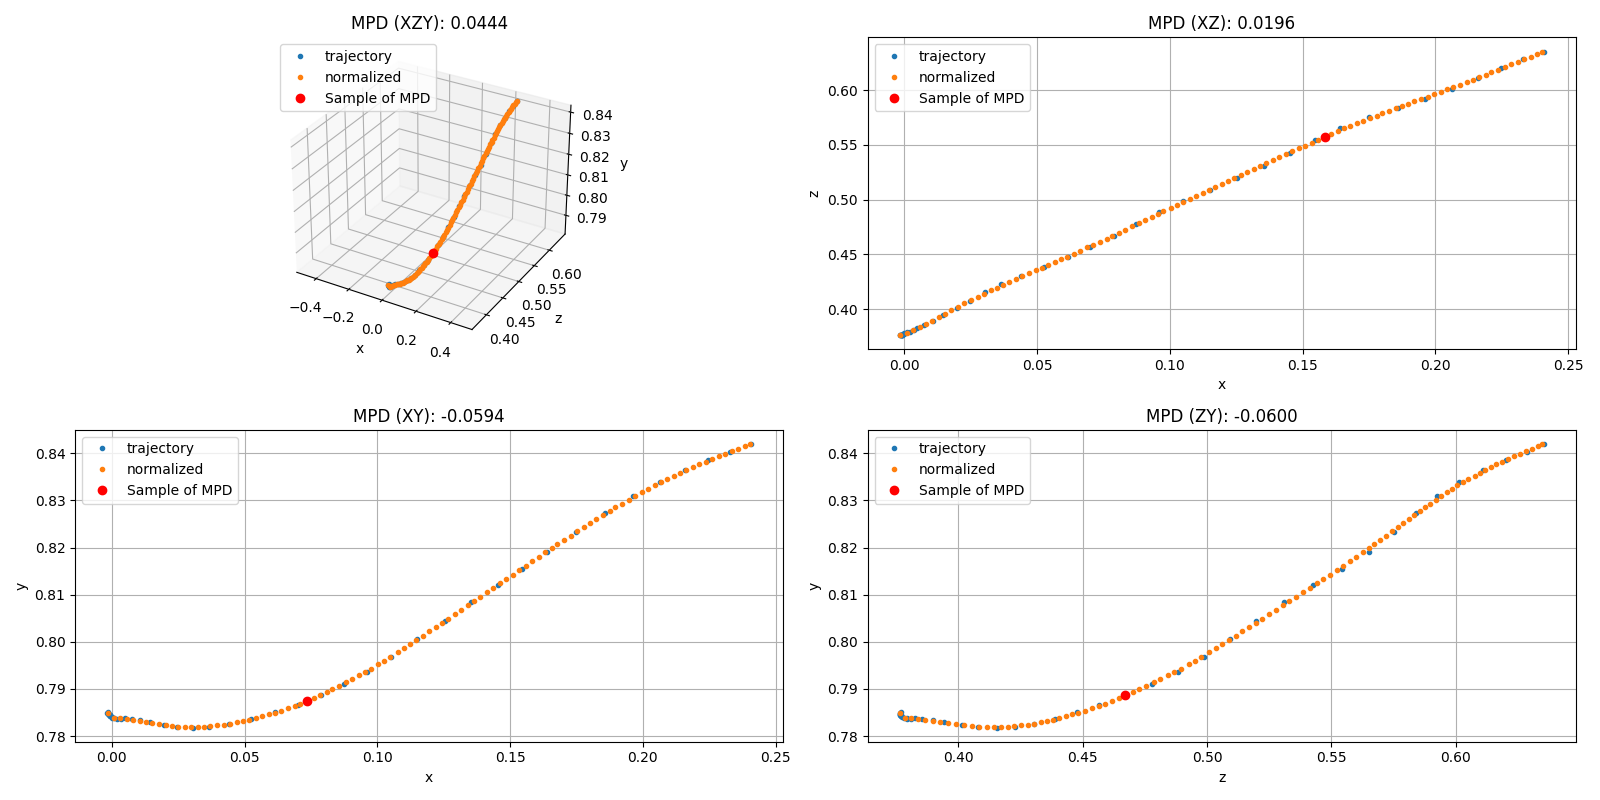 MPD (XZY): 0.0444
trajectory
normalized
Sample of MPD
0.84
0.83
0.82
0.81
0.80
0.79
y
−0.4
−0.2
0.0
0.2
0.4
x
0.40
0.45
0.50
0.55
0.60
z
MPD (XZ): 0.0196
trajectory
normalized
Sample of MPD
0.60
0.55
0.50
0.45
0.40
z
0.00 0.05 0.10 0.15 0.20 0.25
x
MPD (XY): -0.0594
trajectory
normalized
Sample of MPD
0.84
0.83
0.82
0.81
0.80
0.79
0.78
y
0.00 0.05 0.10 0.15 0.20 0.25
x
MPD (ZY): -0.0600
trajectory
normalized
Sample of MPD
0.84
0.83
0.82
0.81
0.80
0.79
0.78
y
0.40 0.45 0.50 0.55 0.60
z